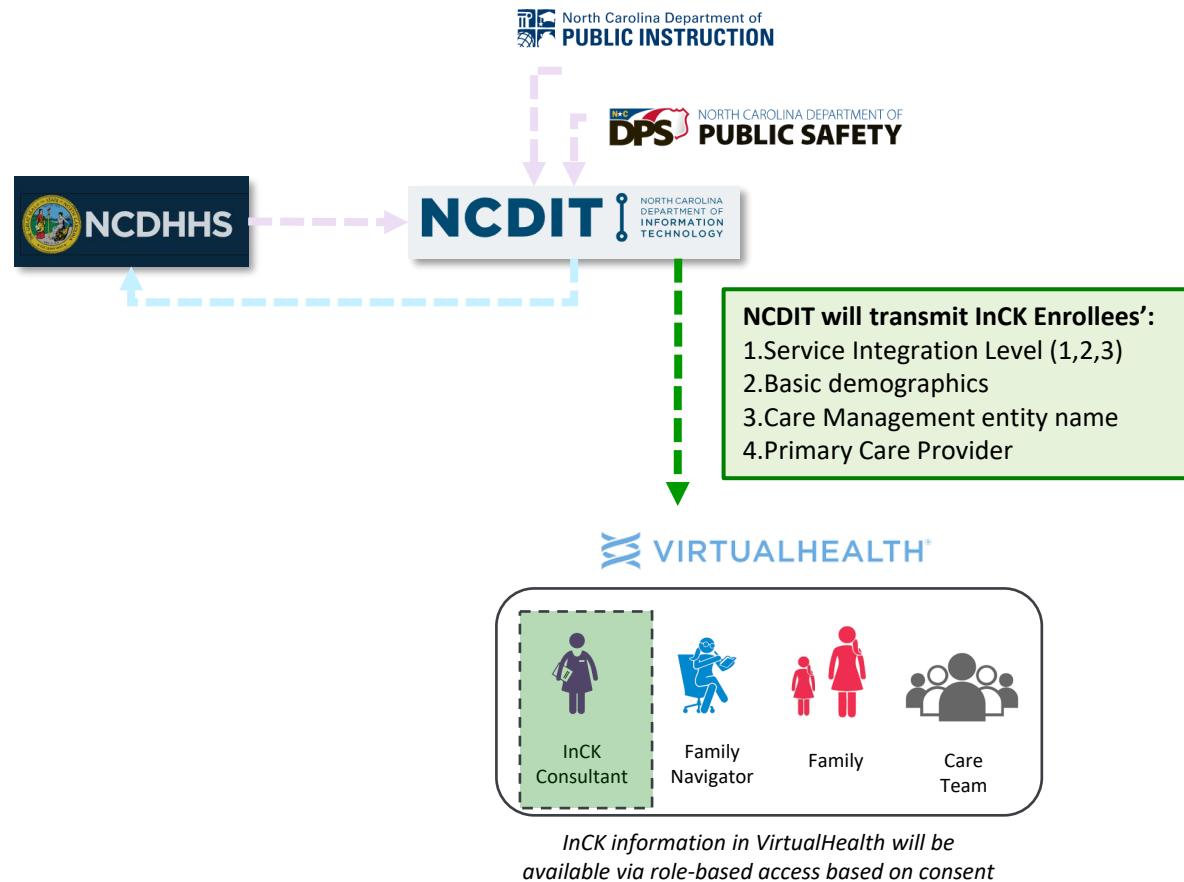 North Carolina Department of
PUBLIC INSTRUCTION
N★C
DPS
NORTH CAROLINA DEPARTMENT OF
PUBLIC SAFETY
NCDHHS
NCDIT
NORTH CAROLINA
DEPARTMENT OF
INFORMATION
TECHNOLOGY
NCDIT will transmit InCK Enrollees’:
1.Service Integration Level (1,2,3)
2.Basic demographics
3.Care Management entity name
4.Primary Care Provider
VIRTUALHEALTH®
InCK
Consultant
Family
Navigator
Family
Care
Team
InCK information in VirtualHealth will be
available via role-based access based on consent